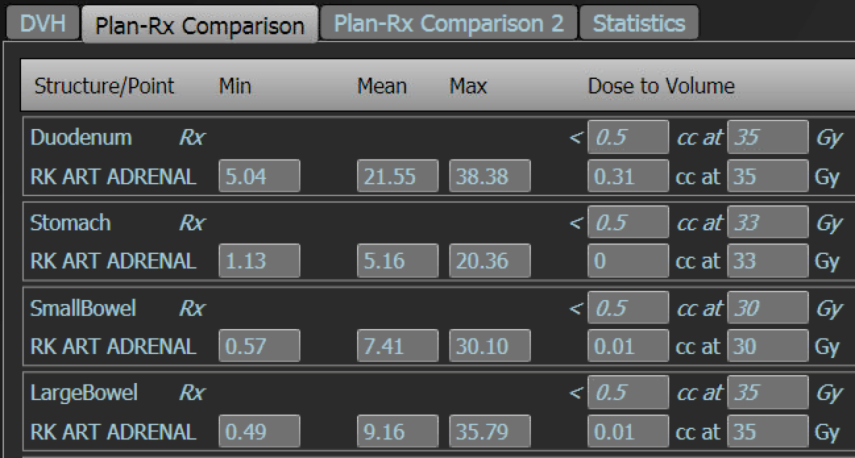 DVH Plan-Rx Comparison Plan-Rx Comparison 2 Statistics
Structure/Point Min Mean Max Dose to Volume
Duodenum Rx < 0.5 cc at 35 Gy
RK ART ADRENAL 5.04 21.55 38.38 0.31 cc at 35 Gy
Stomach Rx < 0.5 cc at 33 Gy
RK ART ADRENAL 1.13 5.16 20.36 0 cc at 33 Gy
SmallBowel Rx < 0.5 cc at 30 Gy
RK ART ADRENAL 0.57 7.41 30.10 0.01 cc at 30 Gy
LargeBowel Rx < 0.5 cc at 35 Gy
RK ART ADRENAL 0.49 9.16 35.79 0.01 cc at 35 Gy